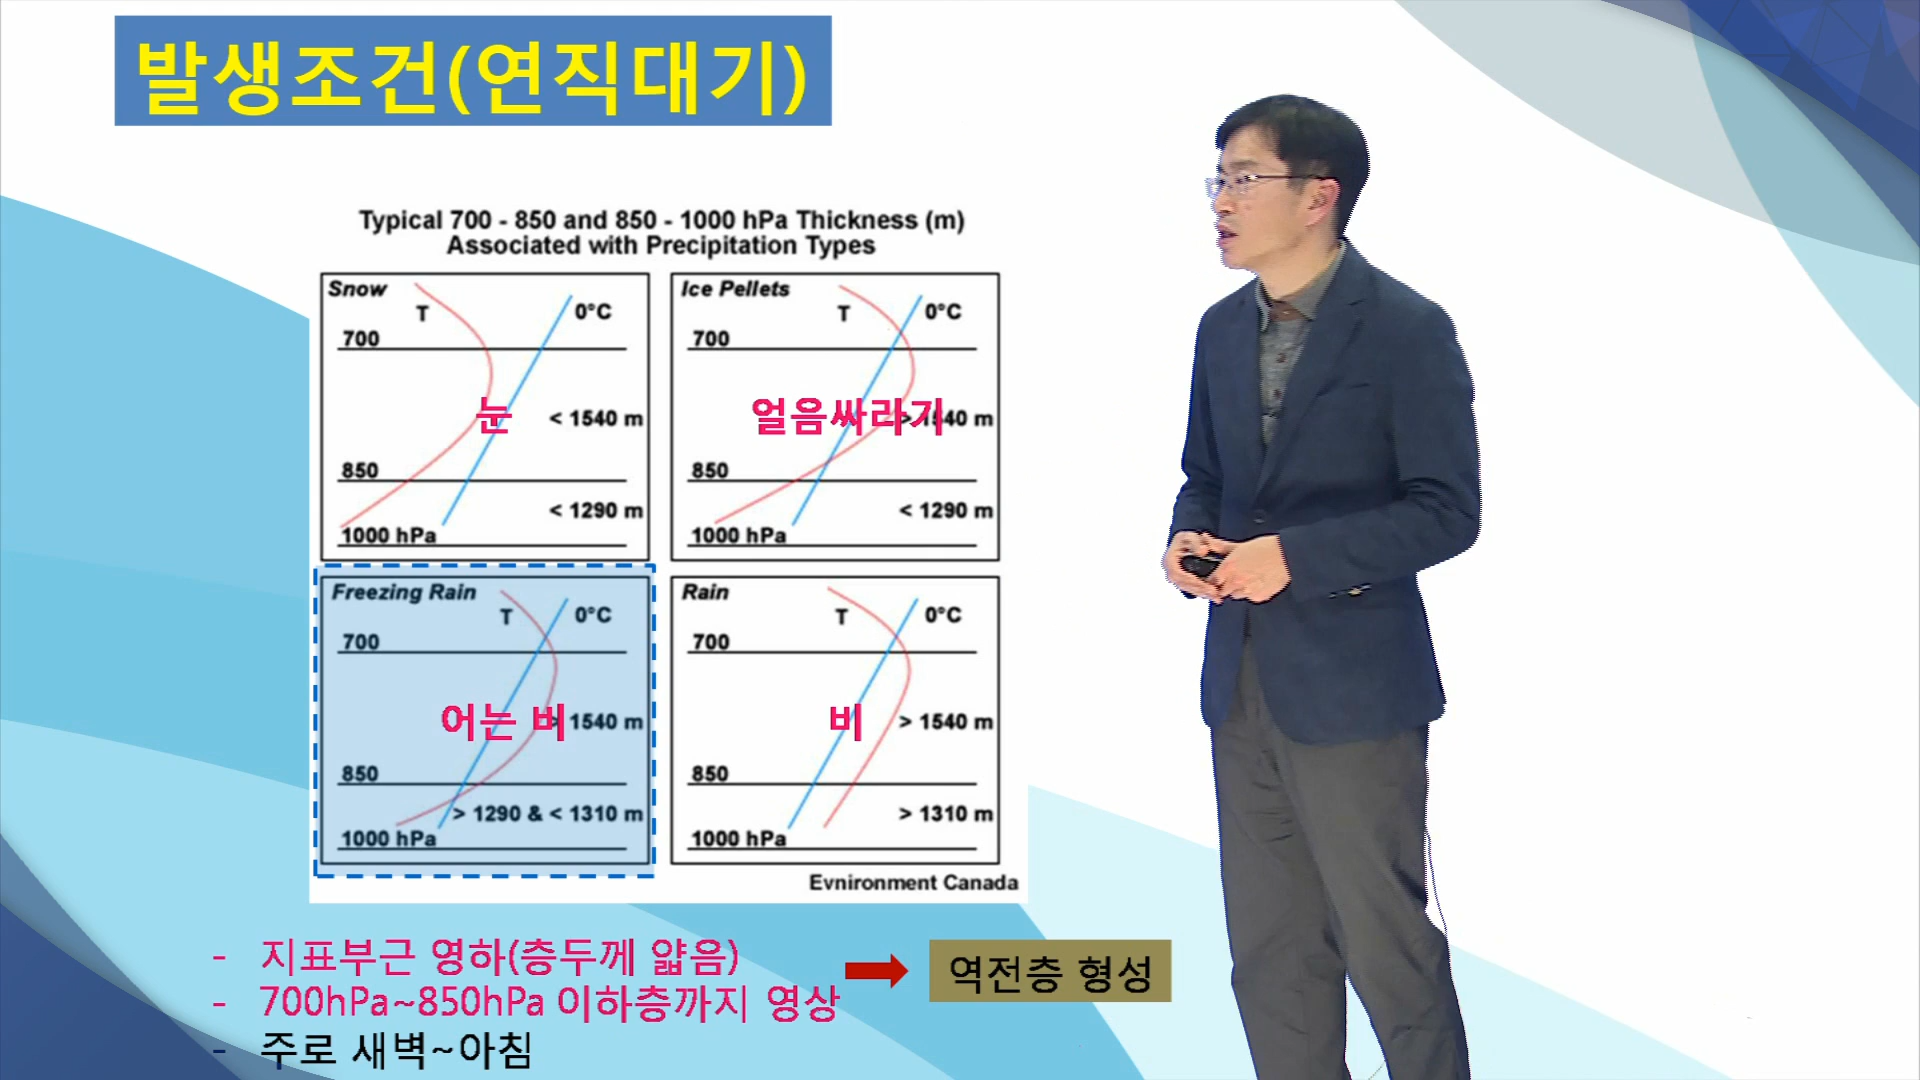 발생조건(연직대기)
Typical 700 - 850 and 850 - 1000 hPa Thickness (m)
Associated with Precipitation Types
Snow
T
0°C
700
눈
< 1540 m
850
< 1290 m
1000 hPa
Ice Pellets
T
0°C
700
얼음싸라기
> 1540 m
850
< 1290 m
1000 hPa
Freezing Rain
T
0°C
700
어는 비
> 1540 m
850
> 1290 & < 1310 m
1000 hPa
Rain
T
0°C
700
비
> 1540 m
850
> 1310 m
1000 hPa
Evnironment Canada
- 지표부근 영하(층두께 얇음)
- 700hPa~850hPa 이하층까지 영상
역전층 형성
- 주로 새벽~아침